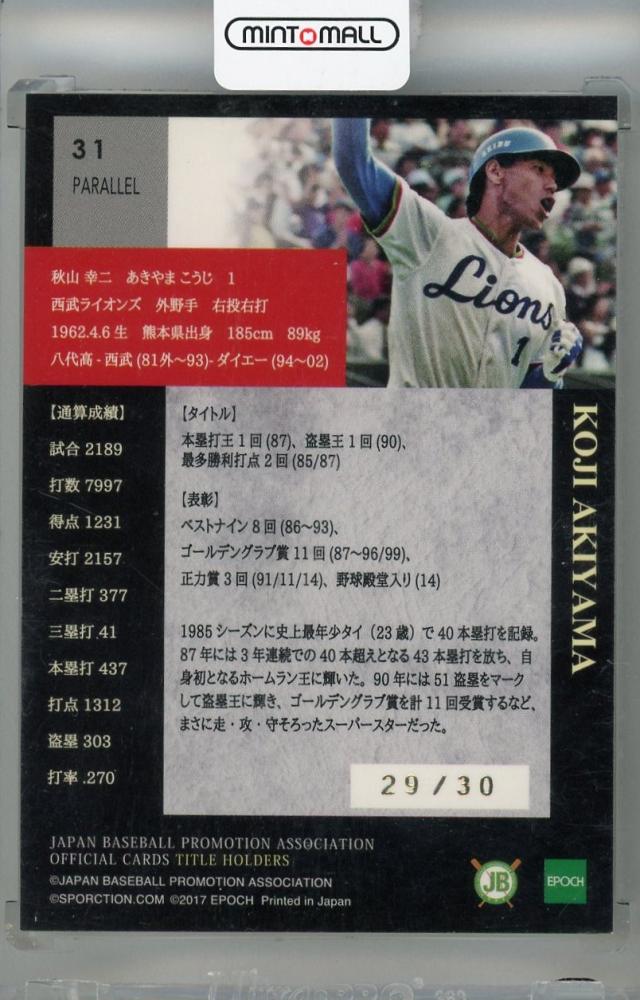 MINTMALL
31
PARALLEL
Lions
1
秋山 幸二 あきやま こうじ 1
西武ライオンズ 外野手 右投右打
1962.4.6 生 熊本県出身 185cm 89kg
八代高 - 西武 (81外〜93)- ダイエー (94〜02)
【通算成績】
試合 2189
打数 7997
得点 1231
安打 2157
二塁打 377
三塁打 41
本塁打 437
打点 1312
盗塁 303
打率 .270
【タイトル】
本塁打王 1 回 (87)、盗塁王 1 回 (90)、
最多勝利打点 2 回 (85/87)
【表彰】
ベストナイン 8 回 (86〜93)、
ゴールデングラブ賞 11 回 (87〜96/99)、
正力賞 3 回 (91/11/14)、野球殿堂入り (14)
1985 シーズンに史上最年少タイ（23 歳）で 40 本塁打を記録。
87 年には 3 年連続での 40 本超えとなる 43 本塁打を放ち、自
身初となるホームラン王に輝いた。90 年には 51 盗塁をマーク
して盗塁王に輝き、ゴールデングラブ賞を計 11 回受賞するなど、
まさに走・攻・守そろったスーパースターだった。
29/30
KOJI AKIYAMA
JAPAN BASEBALL PROMOTION ASSOCIATION
OFFICIAL CARDS TITLE HOLDERS
©JAPAN BASEBALL PROMOTION ASSOCIATION
©SPORCTION.COM ©2017 EPOCH Printed in Japan
JB
EPOCH